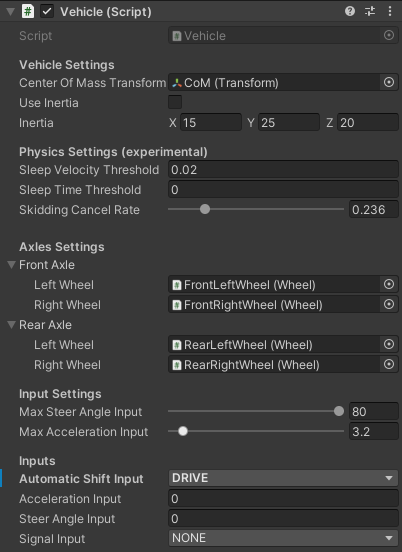 Vehicle (Script)
Script Vehicle
Vehicle Settings
Center Of Mass Transform CoM (Transform)
Use Inertia
Inertia X 15 Y 25 Z 20
Physics Settings (experimental)
Sleep Velocity Threshold 0.02
Sleep Time Threshold 0
Skidding Cancel Rate 0.236
Axles Settings
Front Axle
Left Wheel FrontLeftWheel (Wheel)
Right Wheel FrontRightWheel (Wheel)
Rear Axle
Left Wheel RearLeftWheel (Wheel)
Right Wheel RearRightWheel (Wheel)
Input Settings
Max Steer Angle Input 80
Max Acceleration Input 3.2
Inputs
Automatic Shift Input DRIVE
Acceleration Input 0
Steer Angle Input 0
Signal Input NONE